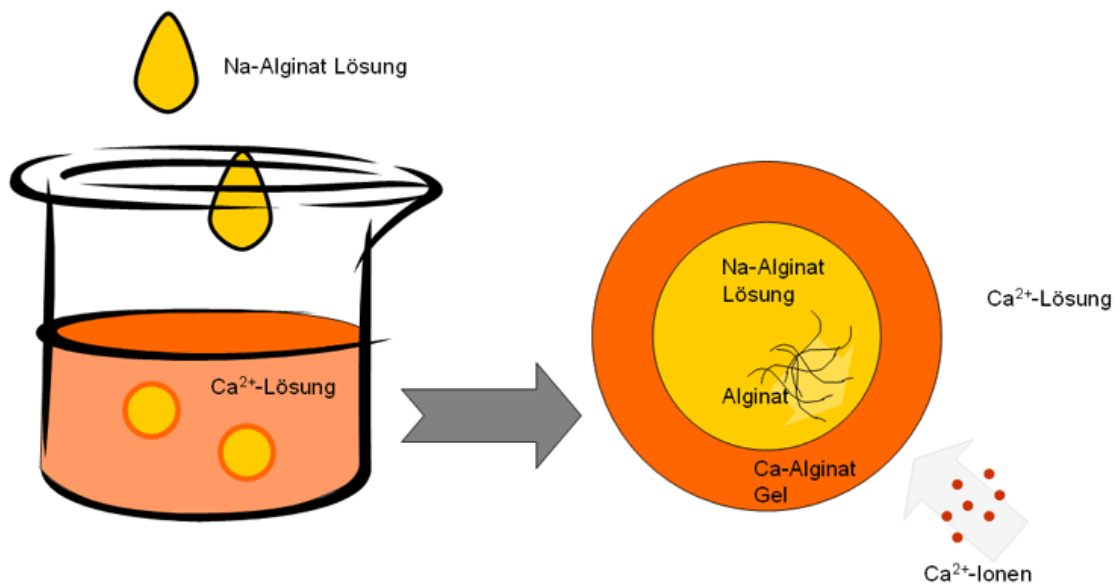 Na-Alginat Lösung
Ca²⁺-Lösung
Na-Alginat
Lösung
Alginat
Ca-Alginat
Gel
Ca²⁺-Lösung
Ca²⁺-Ionen